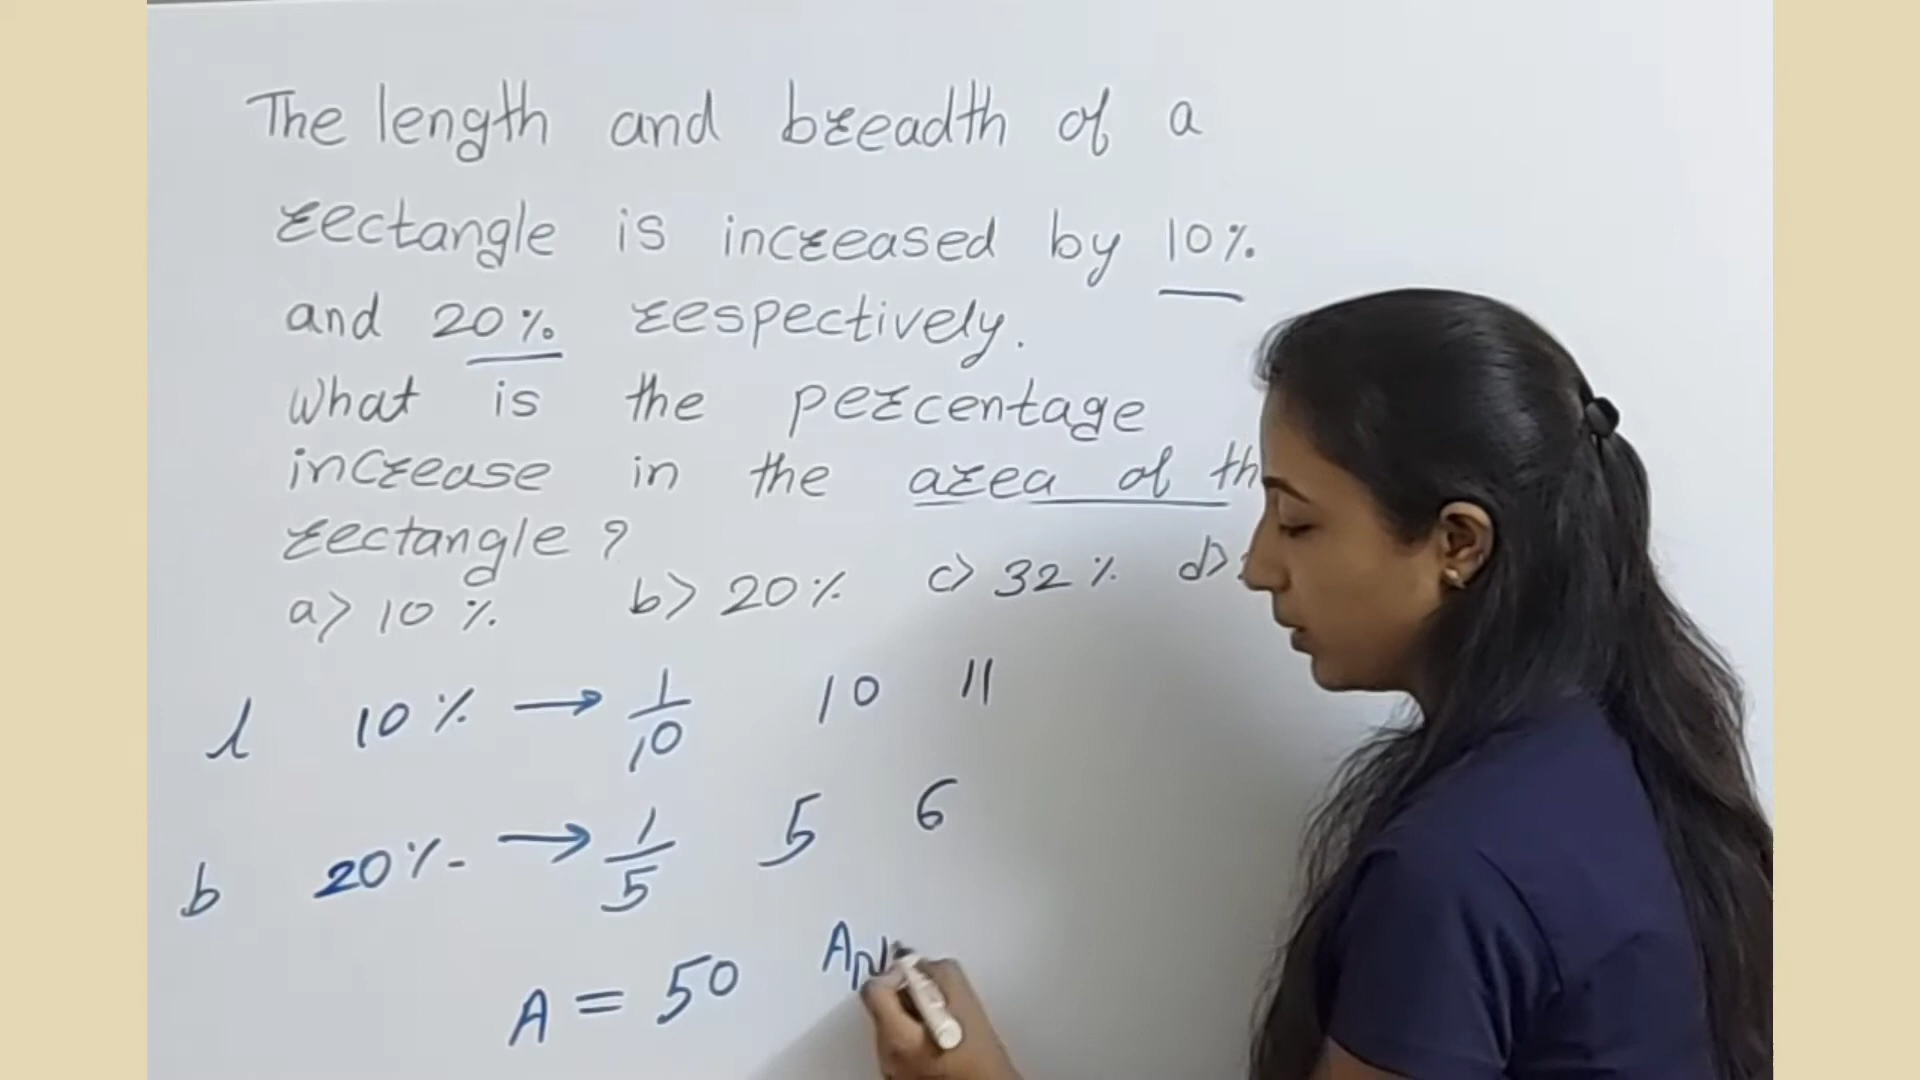 The length and breadth of a
rectangle is increased by 10%
and 20% respectively.
What is the percentage
increase in the area of th
rectangle ?
a) 10% b) 20% c) 32% d)
l 10% → 1/10 10 11
b 20% → 1/5 5 6
A = 50